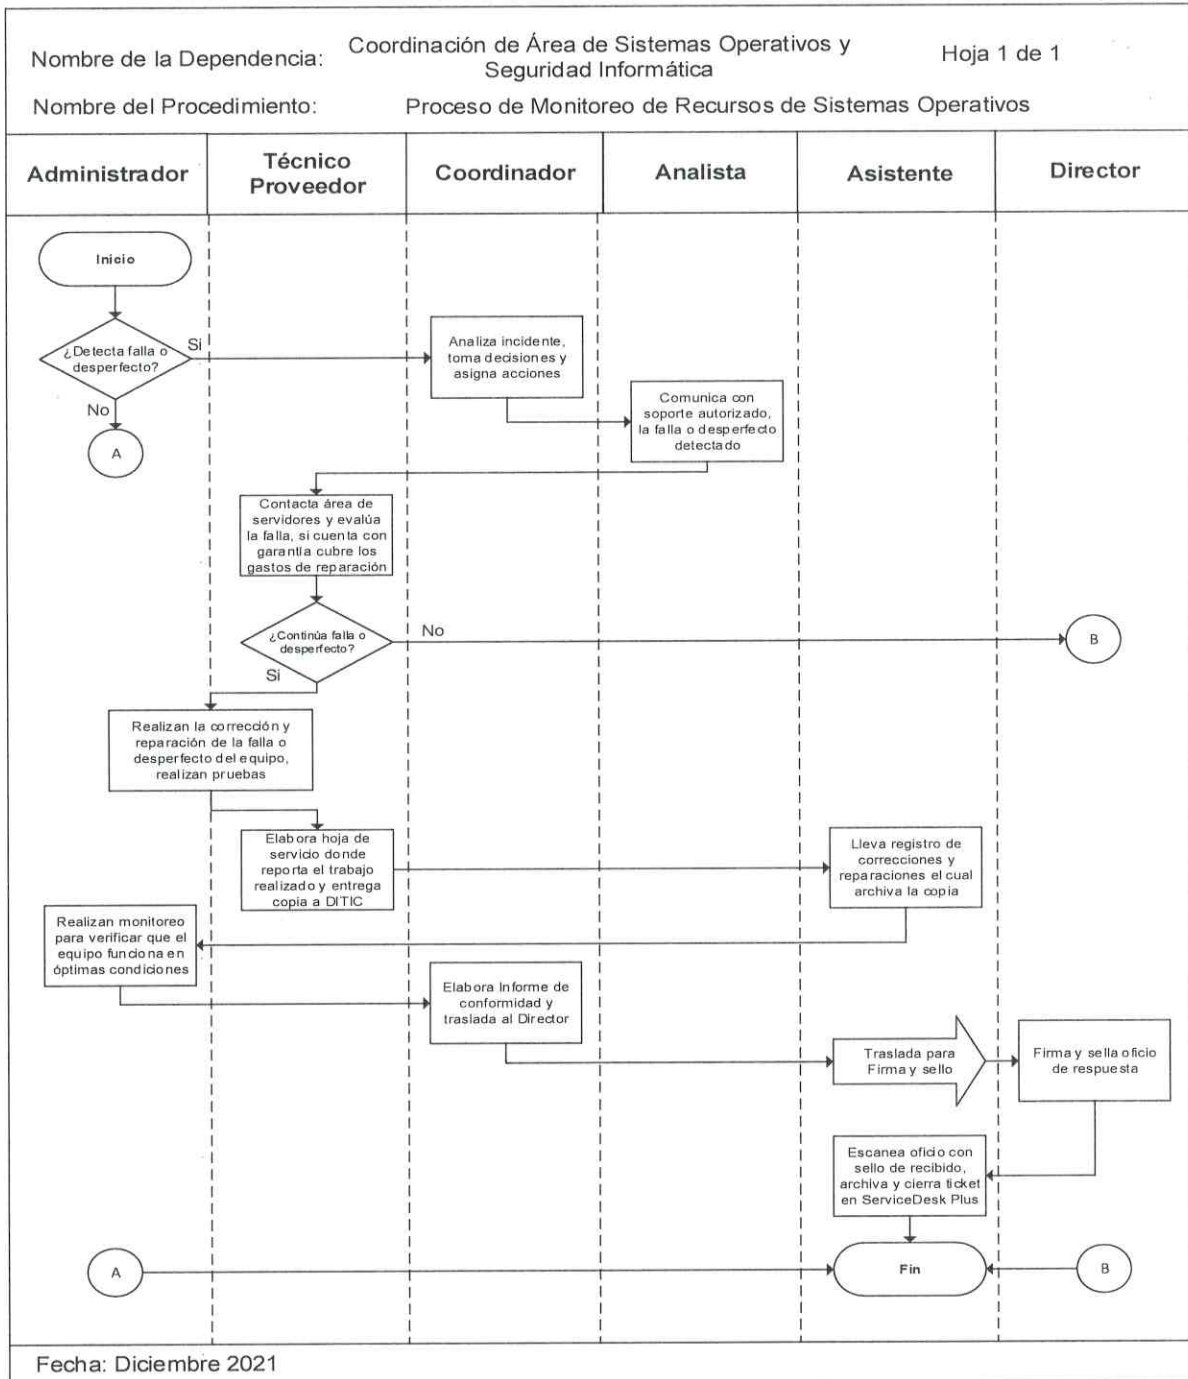 Nombre de la Dependencia:
Coordinación de Área de Sistemas Operativos y
Seguridad Informática
Hoja 1 de 1
Nombre del Procedimiento:
Proceso de Monitoreo de Recursos de Sistemas Operativos
Administrador
Técnico
Proveedor
Coordinador
Analista
Asistente
Director
Inicio
¿Detecta falla o
desperfecto?
Si
No
A
Analiza incidente,
toma decisiones y
asigna acciones
Comunica con
soporte autorizado,
la falla o desperfecto
detectado
Contacta área de
servidores y evalúa
la falla, si cuenta con
garantía cubre los
gastos de reparación
¿Continúa falla o
desperfecto?
No
B
Si
Realizan la corrección y
reparación de la falla o
desperfecto del equipo,
realizan pruebas
Elabora hoja de
servicio donde
reporta el trabajo
realizado y entrega
copia a DITIC
Lleva registro de
correcciones y
reparaciones el cual
archiva la copia
Realizan monitoreo
para verificar que el
equipo funciona en
óptimas condiciones
Elabora Informe de
conformidad y
traslada al Director
Traslada para
Firma y sello
Firma y sella oficio
de respuesta
Escanea oficio con
sello de recibido,
archiva y cierra ticket
en ServiceDesk Plus
A
Fin
B
Fecha: Diciembre 2021